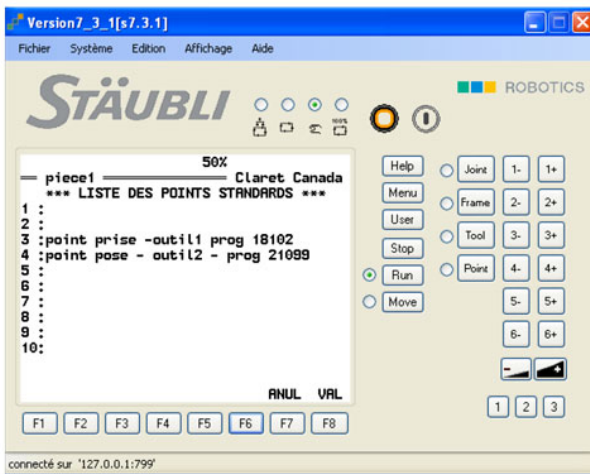 Version7_3_1[s7.3.1]
Fichier Système Edition Affichage Aide
STÄUBLI
ROBOTICS
100%
50%
piece1 Claret Canada
*** LISTE DES POINTS STANDARDS ***
1 :
2 :
3 :point prise -outil1 prog 18102
4 :point pose - outil2 - prog 21099
5 :
6 :
7 :
8 :
9 :
10:
ANUL VAL
F1 F2 F3 F4 F5 F6 F7 F8
Help
Menu
User
Stop
Run
Move
Joint 1- 1+
Frame 2- 2+
Tool 3- 3+
Point 4- 4+
5- 5+
6- 6+
- +
1 2 3
connecté sur '127.0.0.1:799'